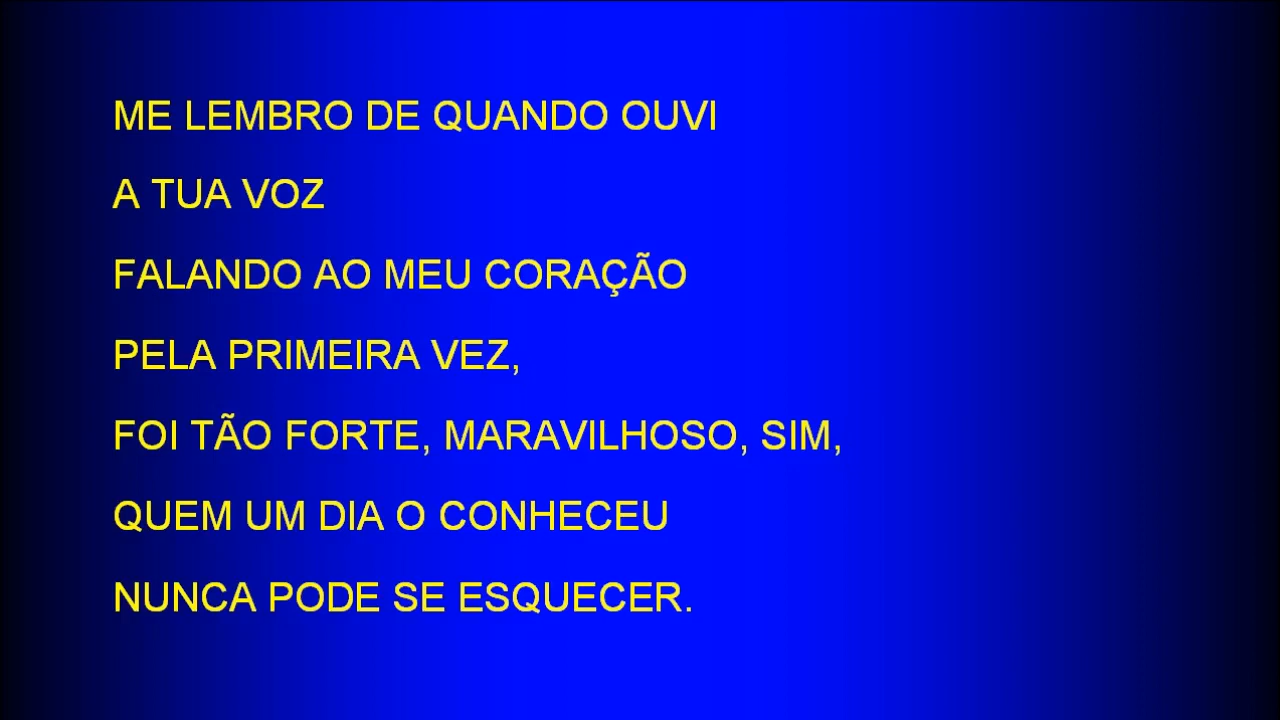 ME LEMBRO DE QUANDO OUVI
A TUA VOZ
FALANDO AO MEU CORAÇÃO
PELA PRIMEIRA VEZ,
FOI TÃO FORTE, MARAVILHOSO, SIM,
QUEM UM DIA O CONHECEU
NUNCA PODE SE ESQUECER.